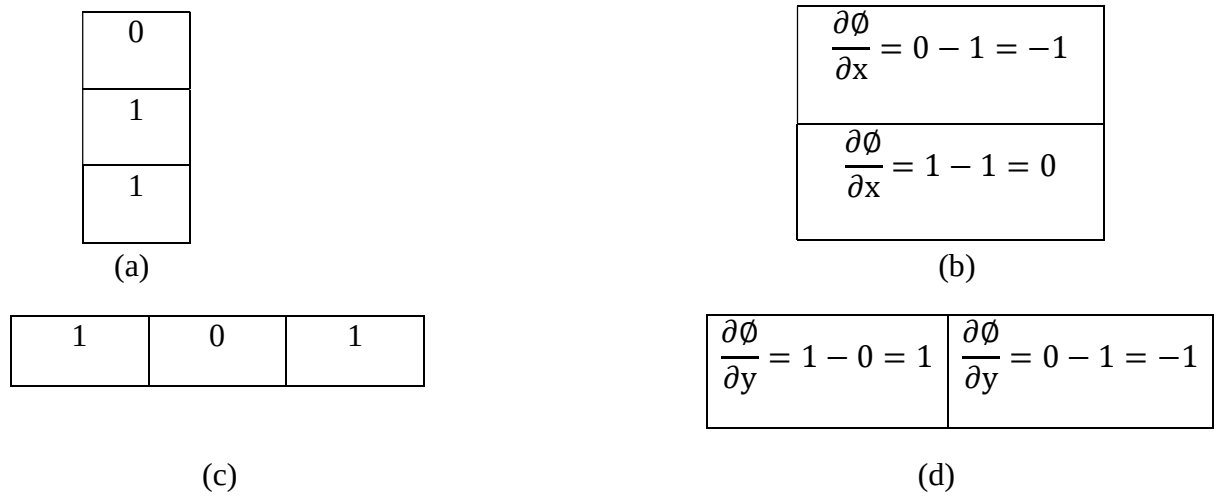 0
1
1
(a)
∂∅/∂x = 0 − 1 = −1
∂∅/∂x = 1 − 1 = 0
(b)
1 0 1
(c)
∂∅/∂y = 1 − 0 = 1 ∂∅/∂y = 0 − 1 = −1
(d)